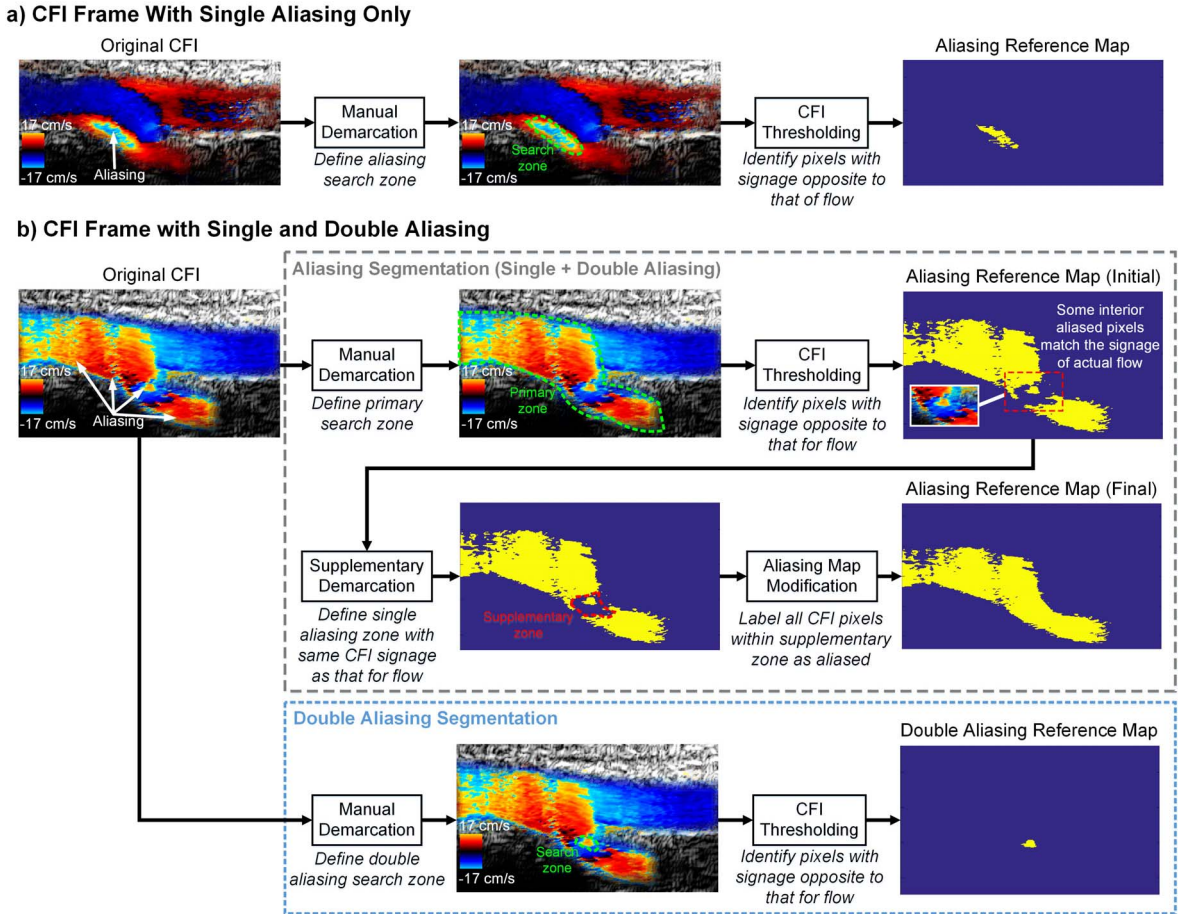 a) CFI Frame With Single Aliasing Only
Original CFI
17 cm/s
-17 cm/s
Aliasing
Manual
Demarcation
Define aliasing
search zone
17 cm/s
-17 cm/s
Search
zone
CFI
Thresholding
Identify pixels with
signage opposite to
that of flow
Aliasing Reference Map
b) CFI Frame with Single and Double Aliasing
Original CFI
17 cm/s
-17 cm/s
Aliasing
Aliasing Segmentation (Single + Double Aliasing)
Manual
Demarcation
Define primary
search zone
17 cm/s
-17 cm/s
Primary
zone
CFI
Thresholding
Identify pixels with
signage opposite to
that for flow
Aliasing Reference Map (Initial)
Some interior
aliased pixels
match the signage
of actual flow
Supplementary
Demarcation
Define single
aliasing zone with
same CFI signage
as that for flow
Supplementary
zone
Aliasing Map
Modification
Label all CFI pixels
within supplementary
zone as aliased
Aliasing Reference Map (Final)
Double Aliasing Segmentation
Manual
Demarcation
Define double
aliasing search zone
17 cm/s
-17 cm/s
Search
zone
CFI
Thresholding
Identify pixels with
signage opposite to
that for flow
Double Aliasing Reference Map